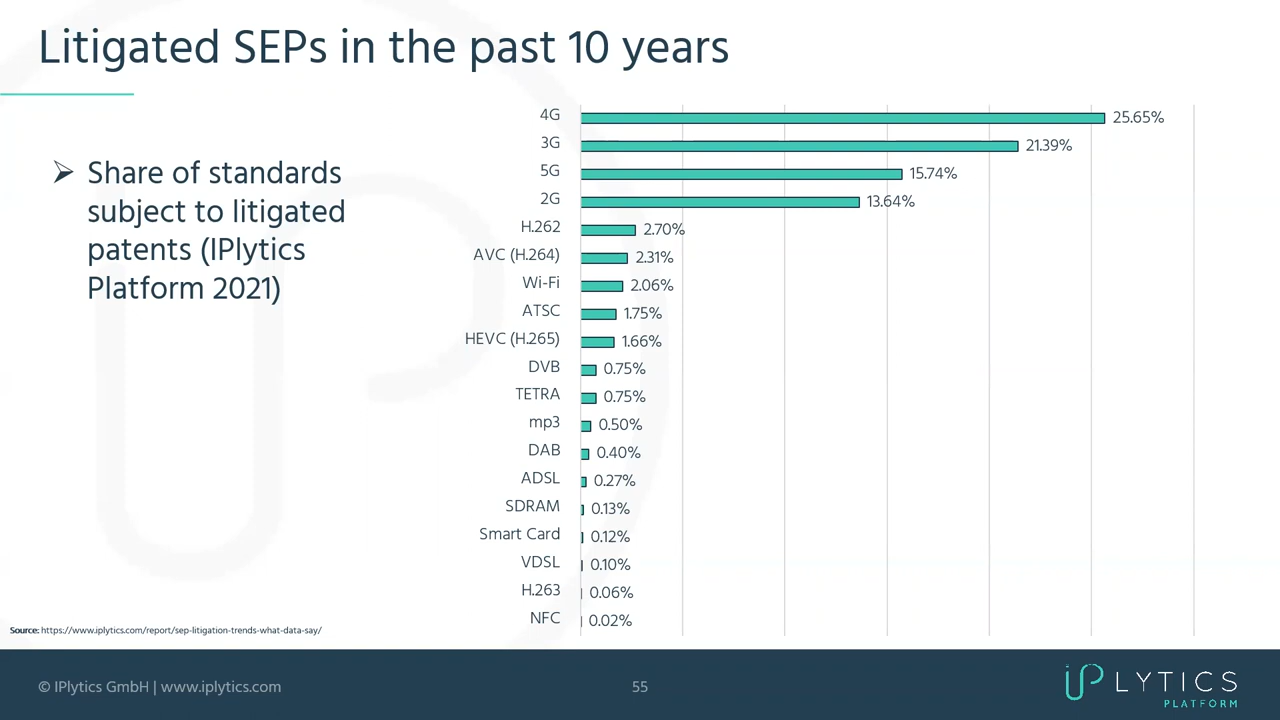 Litigated SEPs in the past 10 years
➢ Share of standards
subject to litigated
patents (IPlytics
Platform 2021)
4G 25.65%
3G 21.39%
5G 15.74%
2G 13.64%
H.262 2.70%
AVC (H.264) 2.31%
Wi-Fi 2.06%
ATSC 1.75%
HEVC (H.265) 1.66%
DVB 0.75%
TETRA 0.75%
mp3 0.50%
DAB 0.40%
ADSL 0.27%
SDRAM 0.13%
Smart Card 0.12%
VDSL 0.10%
H.263 0.06%
NFC 0.02%
Source: https://www.iplytics.com/report/sep-litigation-trends-what-data-say/
© IPlytics GmbH | www.iplytics.com
55
IPLYTICS
PLATFORM